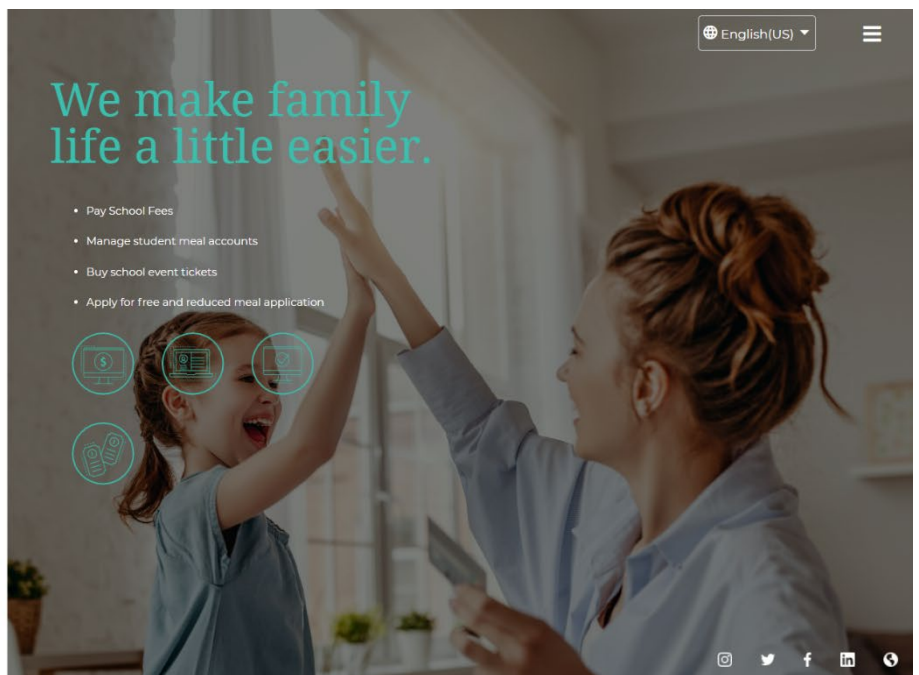 English(US)
We make family
life a little easier.
Pay School Fees
Manage student meal accounts
Buy school event tickets
Apply for free and reduced meal application